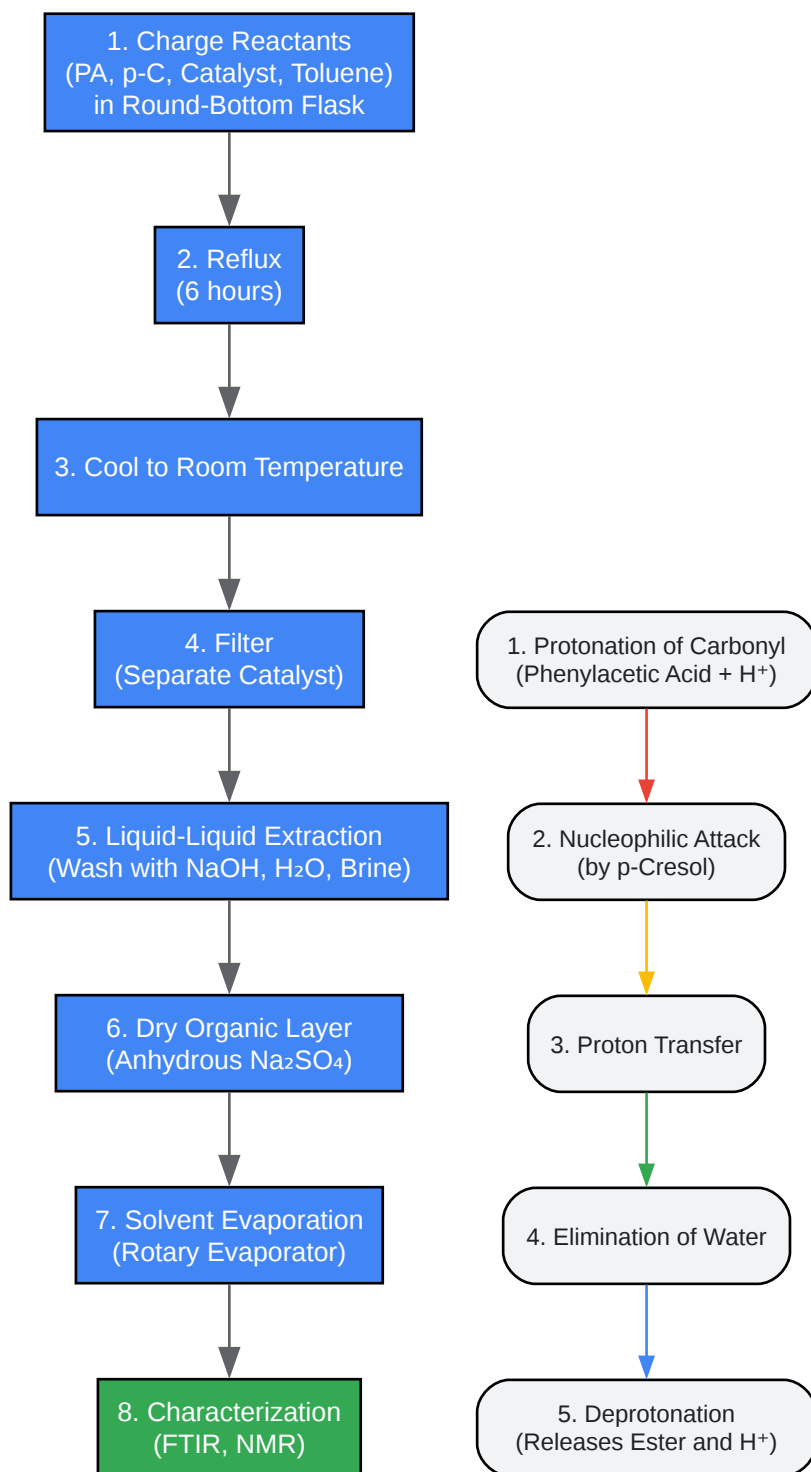 1. Charge Reactants
(PA, p-C, Catalyst, Toluene)
in Round-Bottom Flask
2. Reflux
(6 hours)
3. Cool to Room Temperature
4. Filter
(Separate Catalyst)
5. Liquid-Liquid Extraction
(Wash with NaOH, H₂O, Brine)
6. Dry Organic Layer
(Anhydrous Na₂SO₄)
7. Solvent Evaporation
(Rotary Evaporator)
8. Characterization
(FTIR, NMR)
1. Protonation of Carbonyl
(Phenylacetic Acid + H⁺)
2. Nucleophilic Attack
(by p-Cresol)
3. Proton Transfer
4. Elimination of Water
5. Deprotonation
(Releases Ester and H⁺)